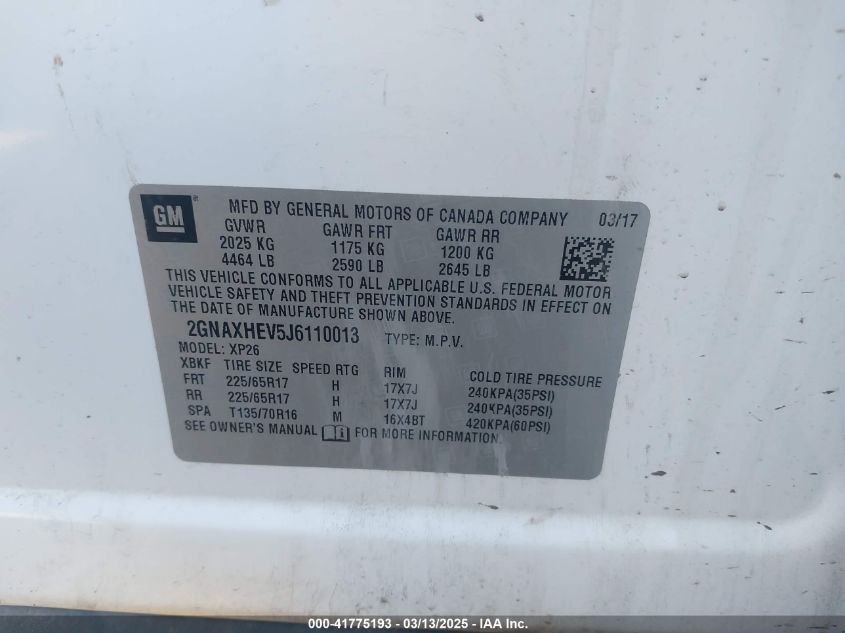 GM ®
MFD BY GENERAL MOTORS OF CANADA COMPANY 03/17
GVWR GAWR FRT GAWR RR
2025 KG 1175 KG 1200 KG
4464 LB 2590 LB 2645 LB
THIS VEHICLE CONFORMS TO ALL APPLICABLE U.S. FEDERAL MOTOR
VEHICLE SAFETY AND THEFT PREVENTION STANDARDS IN EFFECT ON
THE DATE OF MANUFACTURE SHOWN ABOVE.
2GNAXHEV5J6110013 TYPE: M.P.V.
MODEL: XP26
XBKF TIRE SIZE SPEED RTG RIM COLD TIRE PRESSURE
FRT 225/65R17 H 17X7J 240KPA(35PSI)
RR 225/65R17 H 17X7J 240KPA(35PSI)
SPA T135/70R16 M 16X4BT 420KPA(60PSI)
SEE OWNER'S MANUAL FOR MORE INFORMATION.
000-41775193 - 03/13/2025 - © IAA Inc.